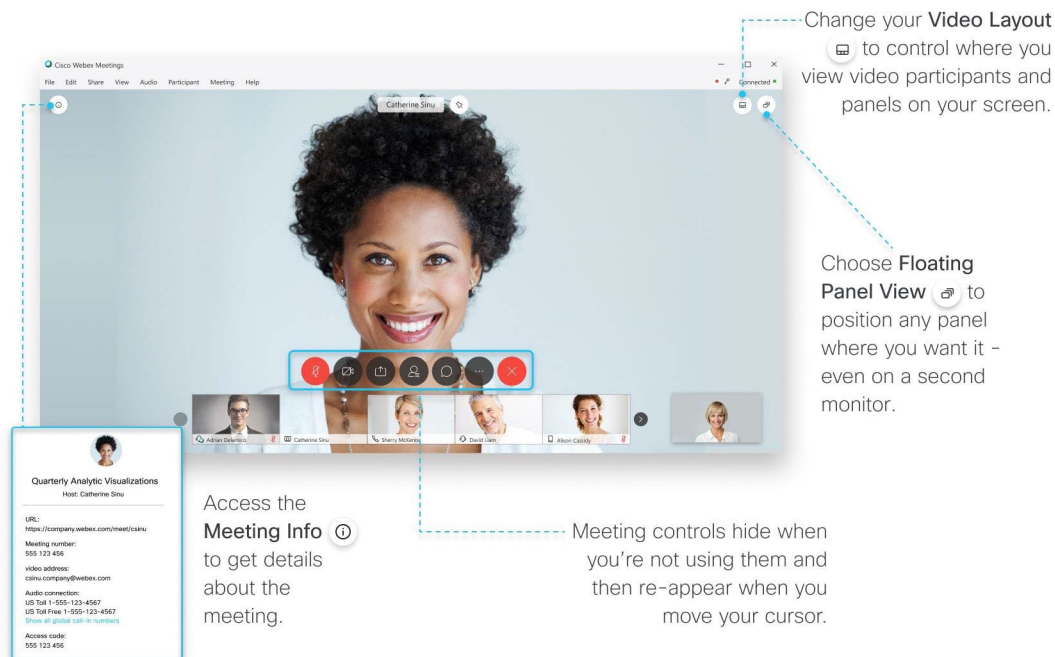 Change your Video Layout
to control where you
view video participants and
panels on your screen.
Cisco Webex Meetings
File Edit Share View Audio Participant Meeting Help
Connected
Catherine Sinu
Choose Floating
Panel View to
position any panel
where you want it -
even on a second
monitor.
Adrian Delamico
Catherine Sinu
Sherry McKenna
David Liam
Alison Cassidy
Quarterly Analytic Visualizations
Host: Catherine Sinu
URL:
https://company.webex.com/meet/csinu
Meeting number:
555 123 456
video address:
csinu.company@webex.com
Audio connection:
US Toll 1-555-123-4567
US Toll Free 1-555-123-4567
Show all global call-in numbers
Access code:
555 123 456
Access the
Meeting Info
to get details
about the
meeting.
Meeting controls hide when
you're not using them and
then re-appear when you
move your cursor.